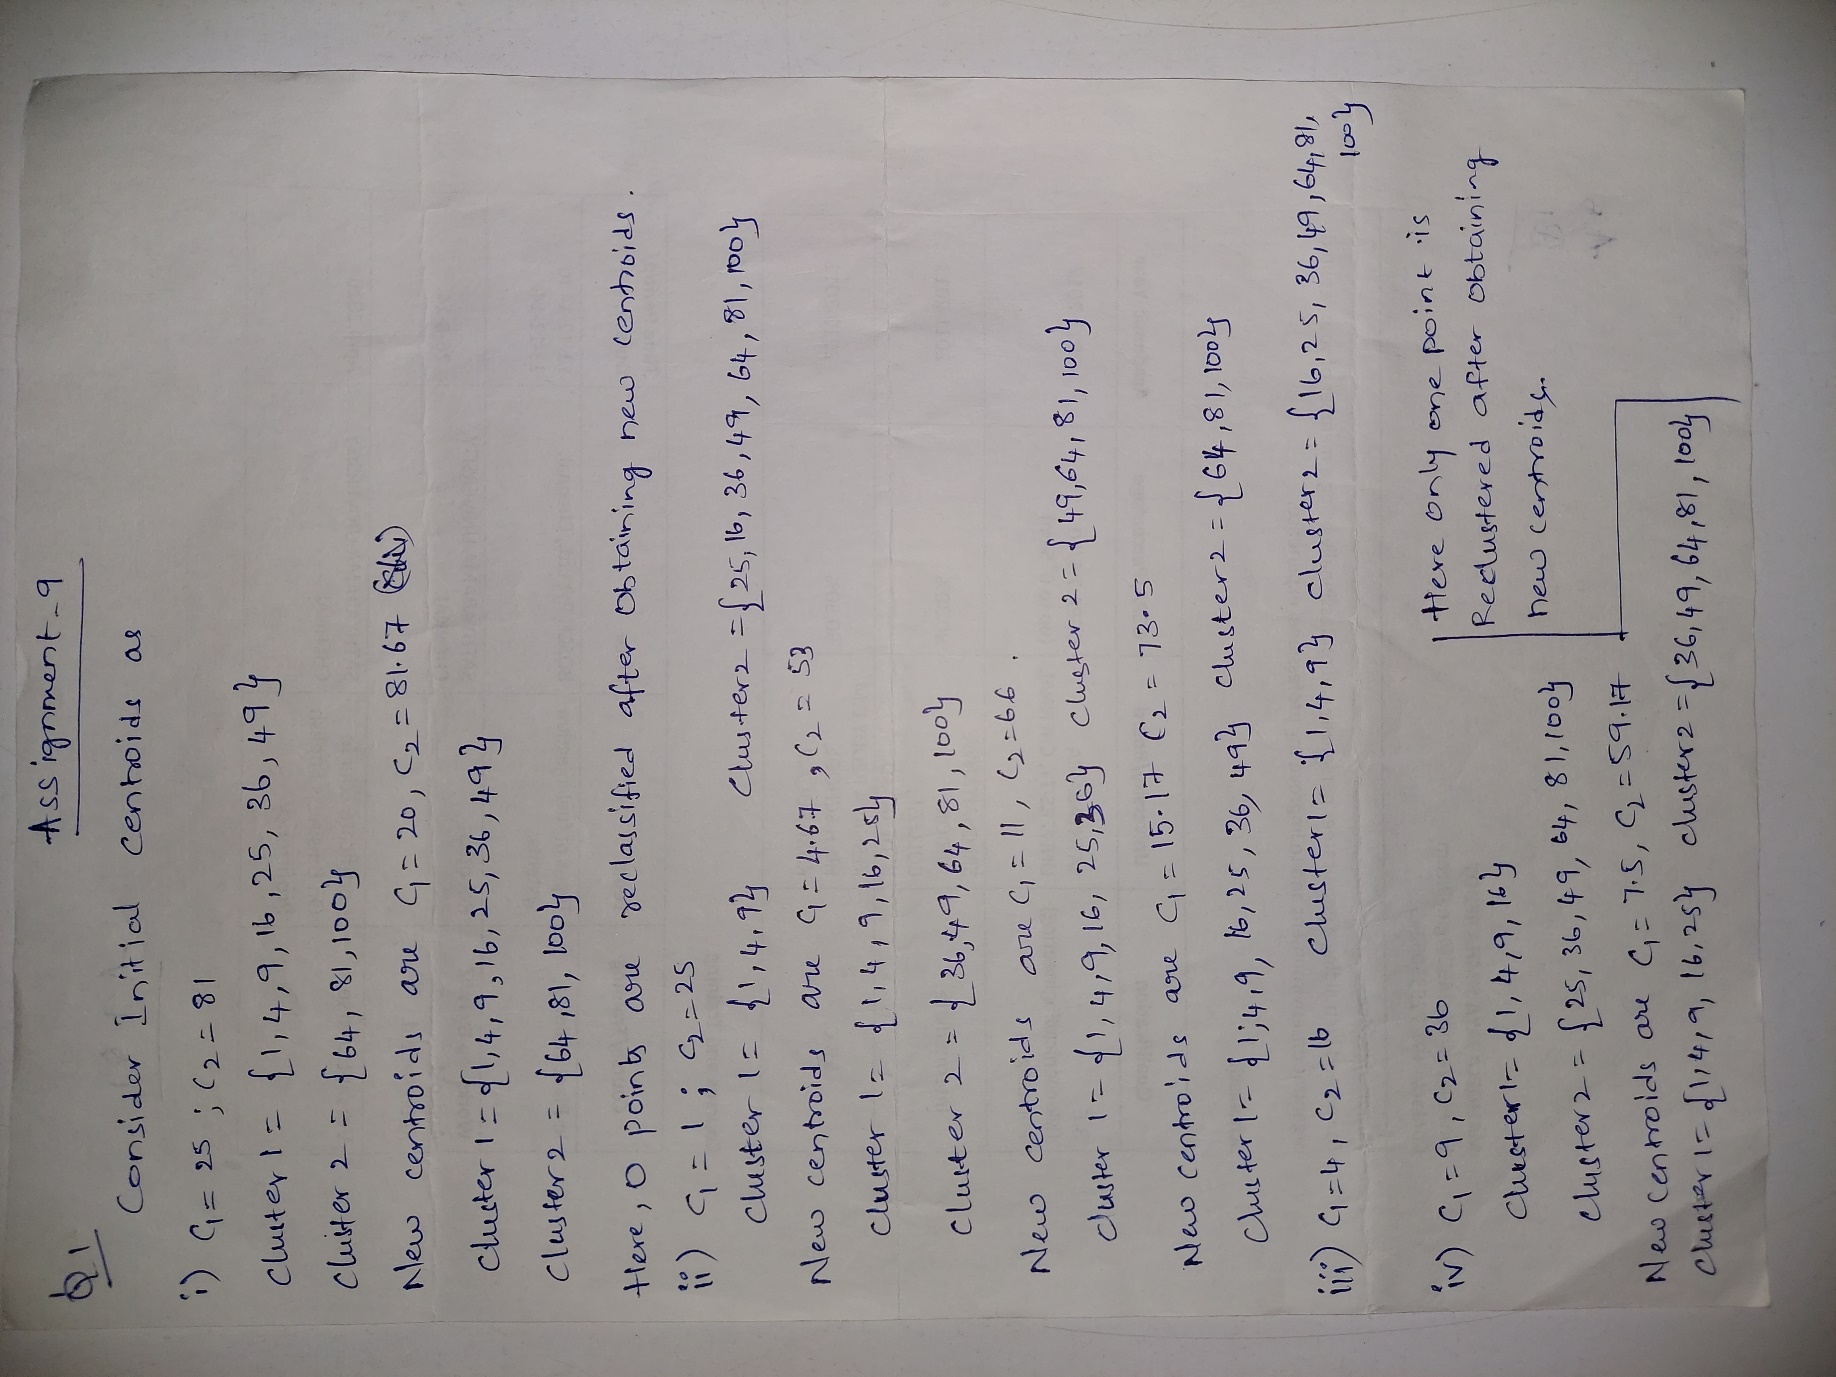 Assignment-9
Q1
Consider Initial centroids as
i) C₁ = 25 ; C₂ = 81
Cluster 1 = {1, 4, 9, 16, 25, 36, 49}
Cluster 2 = {64, 81, 100}
New centroids are C₁ = 20, C₂ = 81.67
Cluster 1 = {1, 4, 9, 16, 25, 36, 49}
Cluster 2 = {64, 81, 100}
Here, 0 points are reclassified after obtaining new centroids.
ii) C₁ = 1 ; C₂ = 25
Cluster 1 = {1, 4, 9} Cluster 2 = {25, 16, 36, 49, 64, 81, 100}
New centroids are C₁ = 4.67, C₂ = 53
Cluster 1 = {1, 4, 9, 16, 25}
Cluster 2 = {36, 49, 64, 81, 100}
New centroids are C₁ = 11, C₂ = 66.
Cluster 1 = {1, 4, 9, 16, 25, 36} Cluster 2 = {49, 64, 81, 100}
New centroids are C₁ = 15.17 C₂ = 73.5
Cluster 1 = {1, 4, 9, 16, 25, 36, 49} Cluster 2 = {64, 81, 100}
iii) C₁ = 4, C₂ = 16 Cluster 1 = {1, 4, 9} Cluster 2 = {16, 25, 36, 49, 64, 81,
100}
iv) C₁ = 9, C₂ = 36
Cluster 1 = {1, 4, 9, 16}
Cluster 2 = {25, 36, 49, 64, 81, 100}
Here only one point is
Reclustered after obtaining
new centroids.
New centroids are C₁ = 7.5, C₂ = 59.17
Cluster 1 = {1, 4, 9, 16, 25} Cluster 2 = {36, 49, 64, 81, 100}